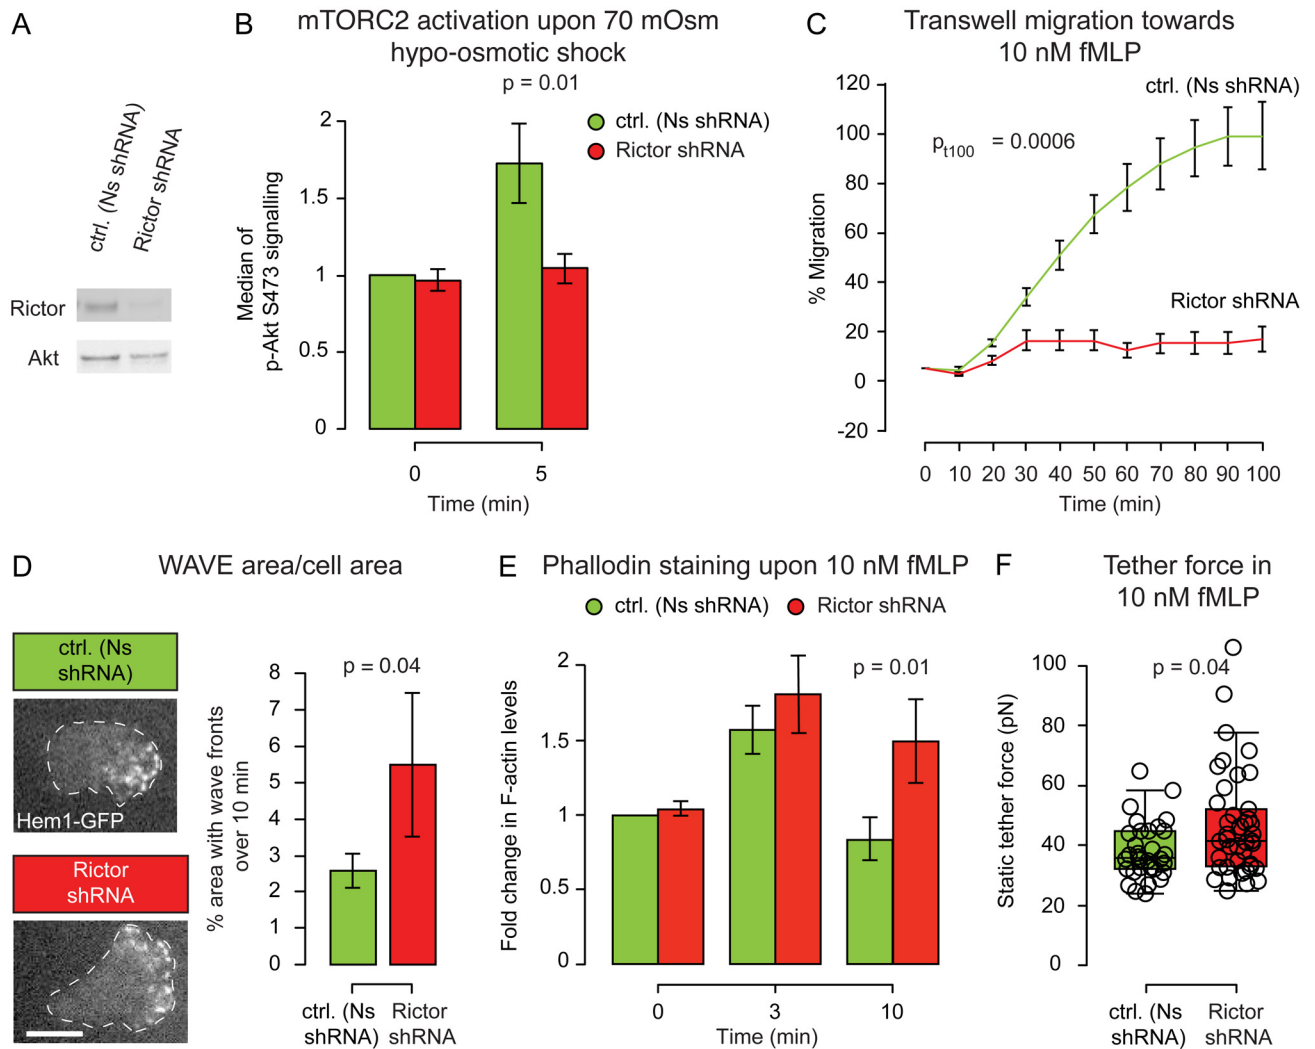 A
ctrl. (Ns shRNA)
Rictor shRNA
Rictor
Akt
B
mTORC2 activation upon 70 mOsm
hypo-osmotic shock
p = 0.01
ctrl. (Ns shRNA)
Rictor shRNA
Median of
p-Akt S473 signalling
2
1.5
1
0.5
0
0 5
Time (min)
C
Transwell migration towards
10 nM fMLP
ctrl. (Ns shRNA)
pt100 = 0.0006
Rictor shRNA
% Migration
120
100
80
60
40
20
0
-20
0 10 20 30 40 50 60 70 80 90 100
Time (min)
D
WAVE area/cell area
ctrl. (Ns
shRNA)
Hem1-GFP
Rictor
shRNA
p = 0.04
% area with wave fronts
over 10 min
8
7
6
5
4
3
2
1
0
ctrl. (Ns
shRNA)
Rictor
shRNA
E
Phallodin staining upon 10 nM fMLP
ctrl. (Ns shRNA)
Rictor shRNA
p = 0.01
Fold change in F-actin levels
2
1.5
1
0.5
0
0 3 10
Time (min)
F
Tether force in
10 nM fMLP
p = 0.04
Static tether force (pN)
100
80
60
40
20
0
ctrl. (Ns
shRNA)
Rictor
shRNA